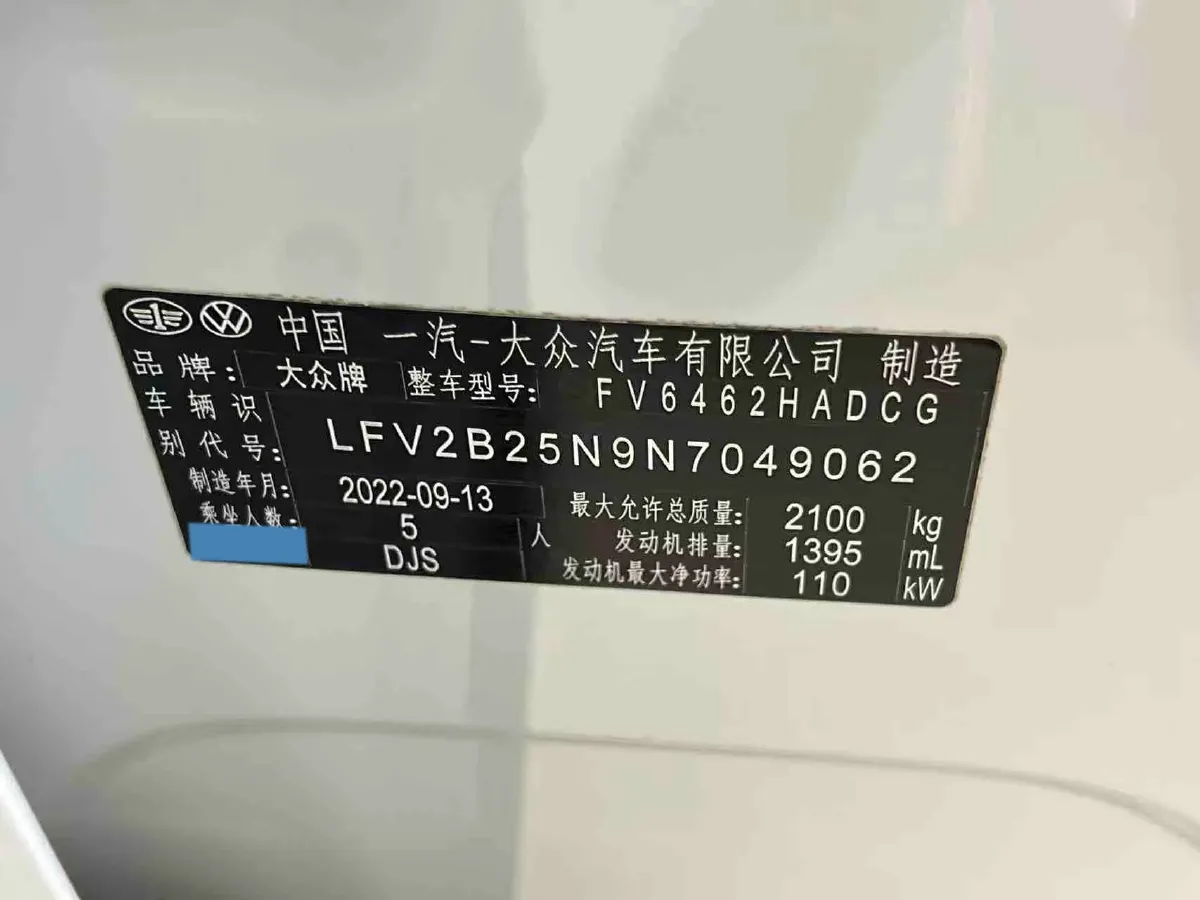 中国 一汽-大众汽车有限公司 制造
品牌: 大众牌 整车型号: FV6462HADCG
车辆识别代号: LFV2B25N9N7049062
制造年月: 2022-09-13 最大允许总质量: 2100 kg
乘坐人数: 5 人 发动机排量: 1395 mL
DJS 发动机最大净功率: 110 kW